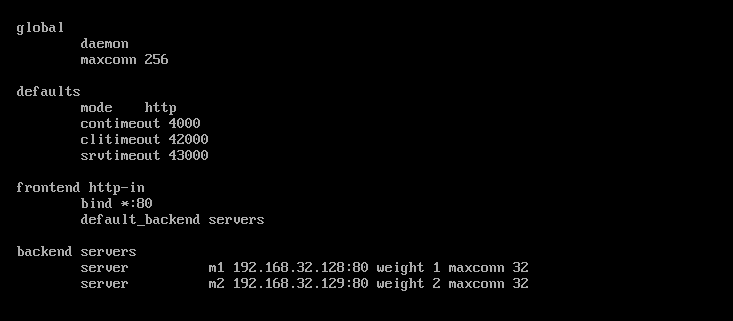 global
        daemon
        maxconn 256
defaults
        mode    http
        contimeout 4000
        clitimeout 42000
        srvtimeout 43000
frontend http-in
        bind *:80
        default_backend servers
backend servers
        server          m1 192.168.32.128:80 weight 1 maxconn 32
        server          m2 192.168.32.129:80 weight 2 maxconn 32